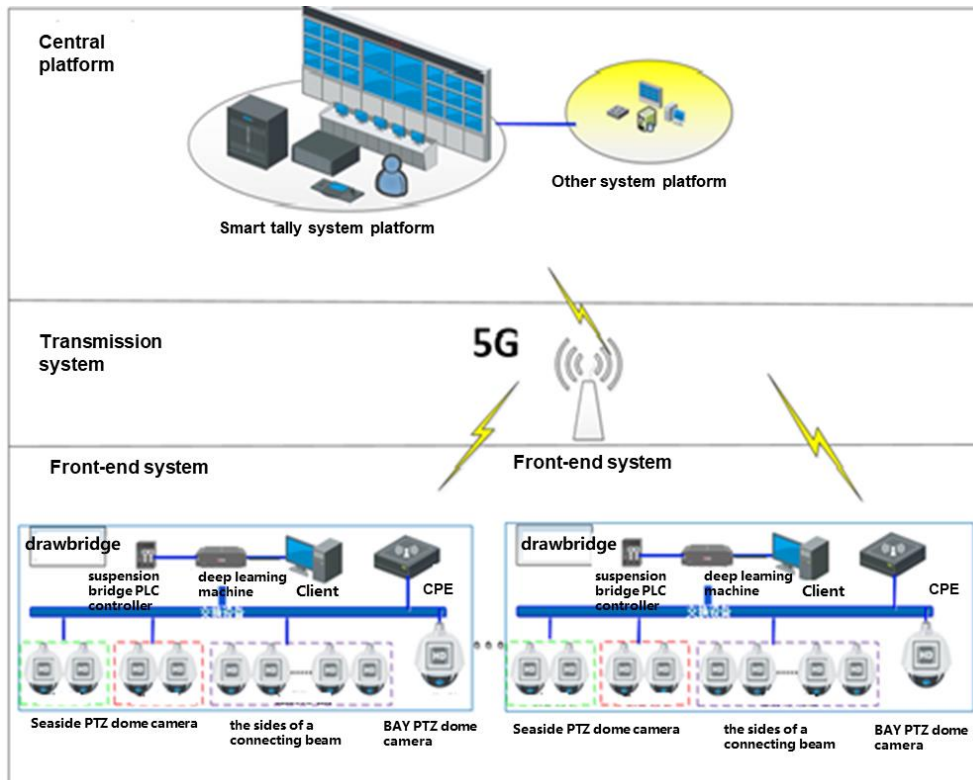 Central
platform
Smart tally system platform
Other system platform
Transmission
system
5G
Front-end system
Front-end system
drawbridge
suspension
bridge PLC
controller
deep learning
machine
Client
CPE
Seaside PTZ dome camera
the sides of a
connecting beam
BAY PTZ dome
camera
drawbridge
suspension
bridge PLC
controller
deep learning
machine
Client
CPE
Seaside PTZ dome camera
the sides of a
connecting beam
BAY PTZ dome
camera